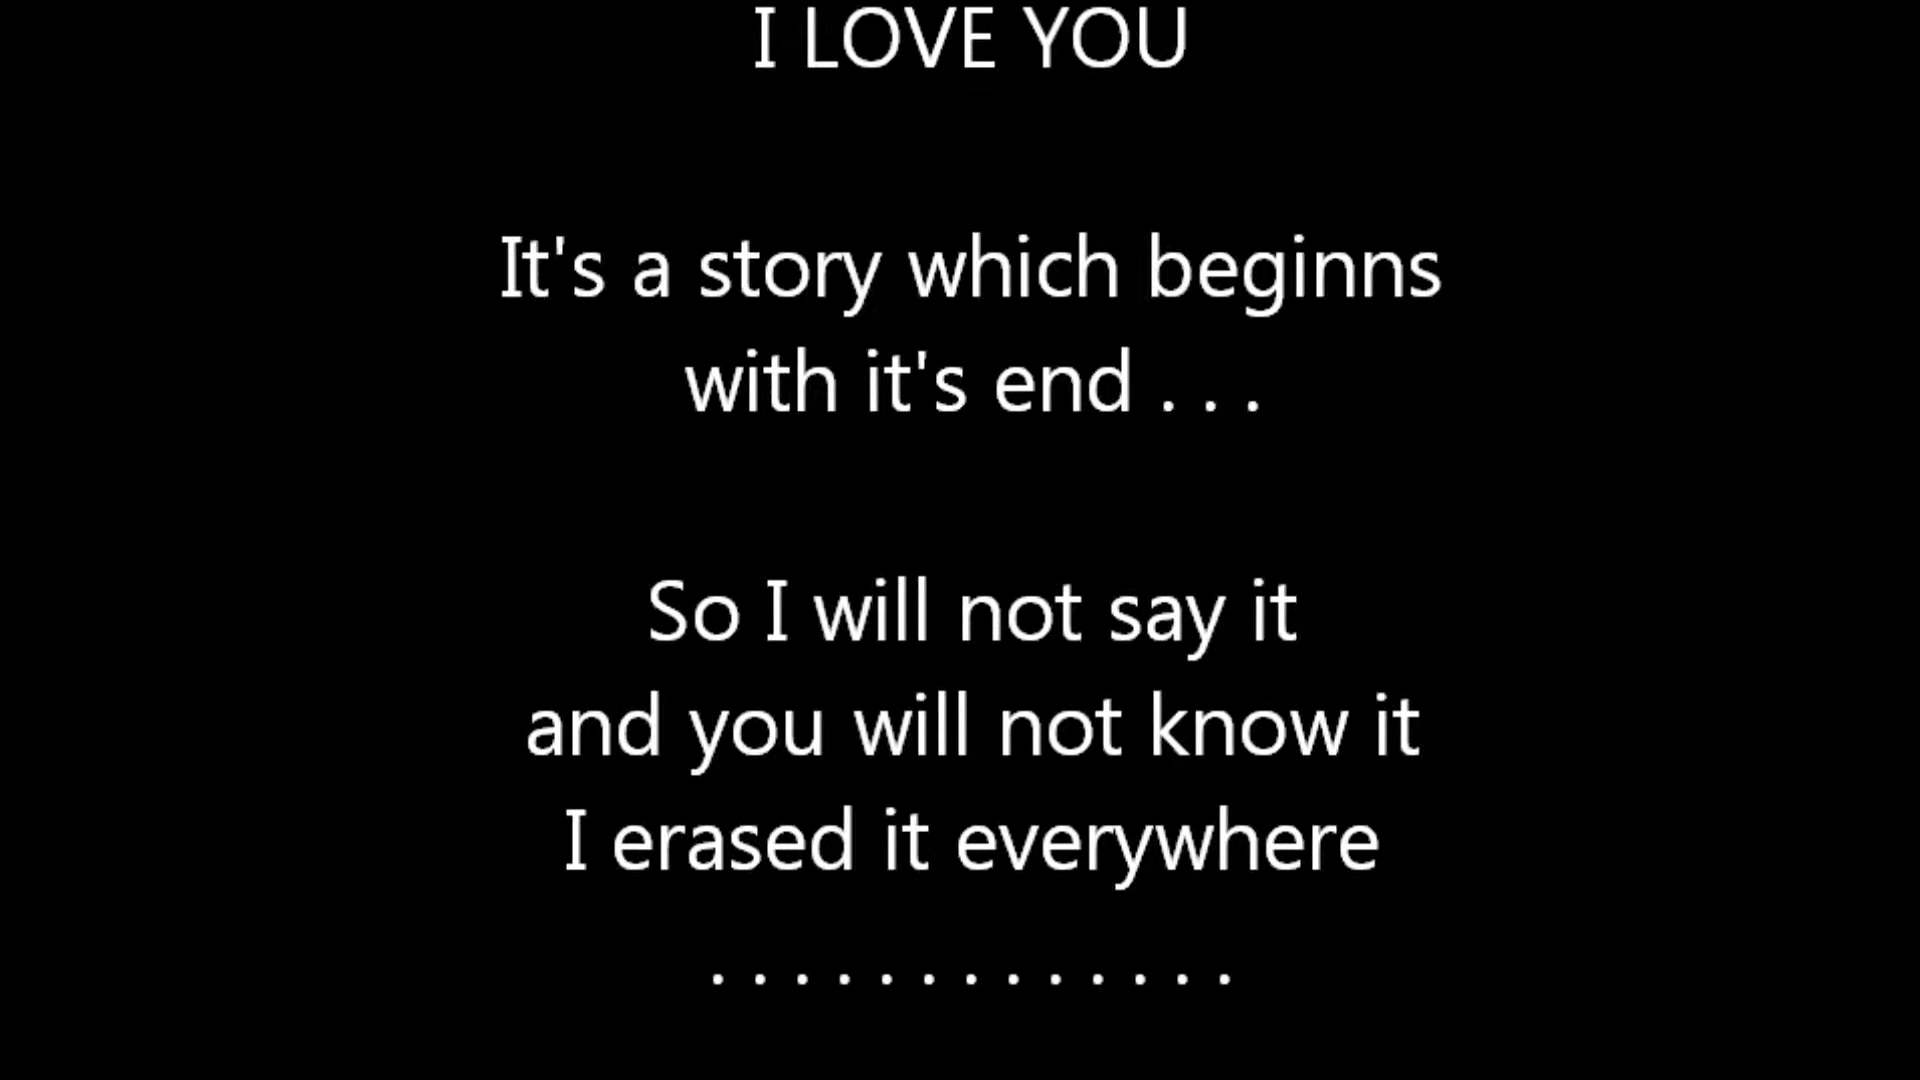 I LOVE YOU
It's a story which beginns
with it's end . . .
So I will not say it
and you will not know it
I erased it everywhere
. . . . . . . . . . . . .